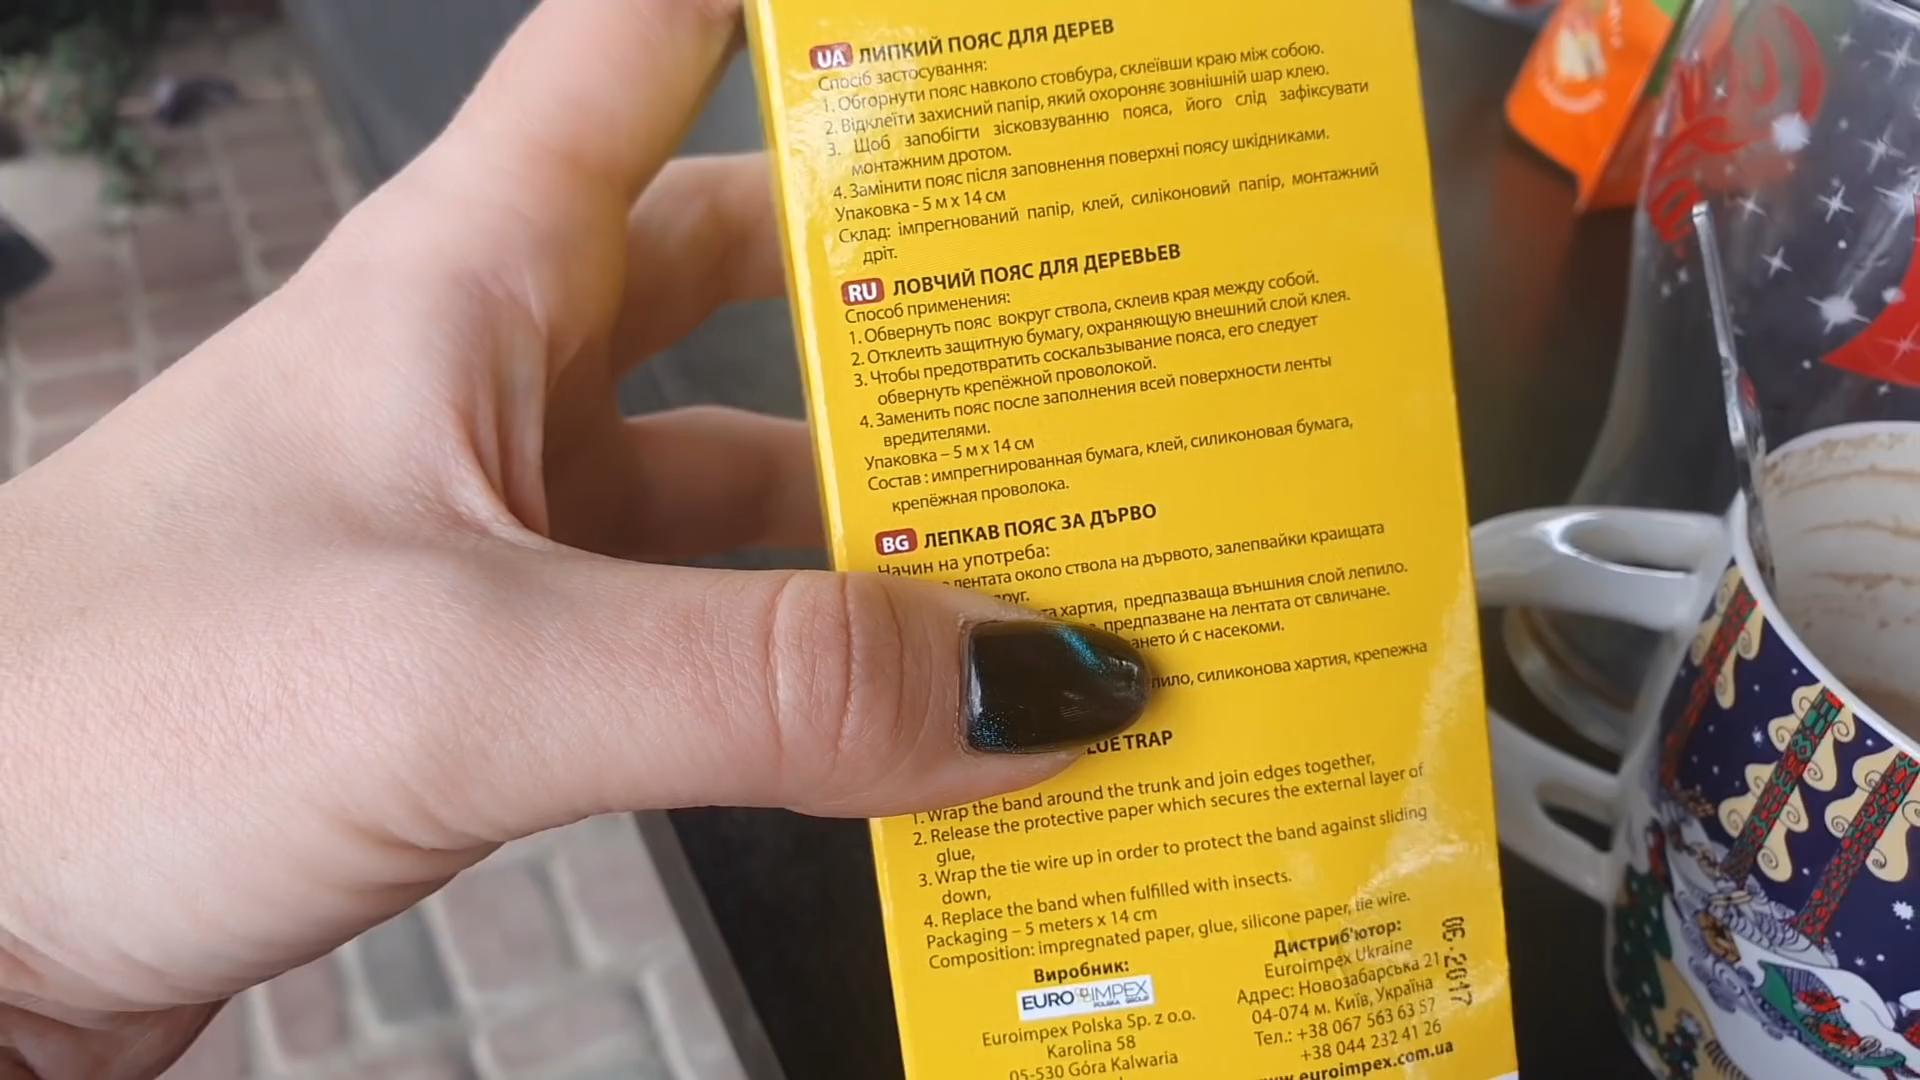 UA ЛИПКИЙ ПОЯС ДЛЯ ДЕРЕВ
Спосіб застосування:
1. Обгорнути пояс навколо стовбура, склеївши краю між собою.
2. Відклеїти захисний папір, який охороняє зовнішній шар клею.
3. Щоб запобігти зісковзуванню пояса, його слід зафіксувати
монтажним дротом.
4. Замінити пояс після заповнення поверхні поясу шкідниками.
Упаковка - 5 м x 14 см
Склад: імпрегнований папір, клей, силіконовий папір, монтажний
дріт.
RU ЛОВЧИЙ ПОЯС ДЛЯ ДЕРЕВЬЕВ
Способ применения:
1. Обвернуть пояс вокруг ствола, склеив края между собой.
2. Отклеить защитную бумагу, охраняющую внешний слой клея.
3. Чтобы предотвратить соскальзывание пояса, его следует
обвернуть крепёжной проволокой.
4. Заменить пояс после заполнения всей поверхности ленты
вредителями.
Упаковка – 5 м x 14 см
Состав : импрегнированная бумага, клей, силиконовая бумага,
крепёжная проволока.
BG ЛЕПКАВ ПОЯС ЗА ДЪРВО
Начин на употреба:
лентата около ствола на дървото, залепвайки краищата
хартия, предпазваща външния слой лепило.
предпазване на лентата от свличане.
ѝ с насекоми.
силиконова хартия, крепежна
TRAP
1. Wrap the band around the trunk and join edges together,
2. Release the protective paper which secures the external layer of
glue,
3. Wrap the tie wire up in order to protect the band against sliding
down,
4. Replace the band when fulfilled with insects.
Packaging – 5 meters x 14 cm
Composition: impregnated paper, glue, silicone paper, tie wire.
Виробник:
EURO IMPEX
POLSKA GROUP
Euroimpex Polska Sp. z o.o.
Karolina 58
05-530 Góra Kalwaria
Дистриб'ютор:
Euroimpex Ukraine
Адрес: Новозабарська 21
04-074 м. Київ, Україна
Тел.: +38 067 563 63 57
+38 044 232 41 26
www.euroimpex.com.ua
06.2017